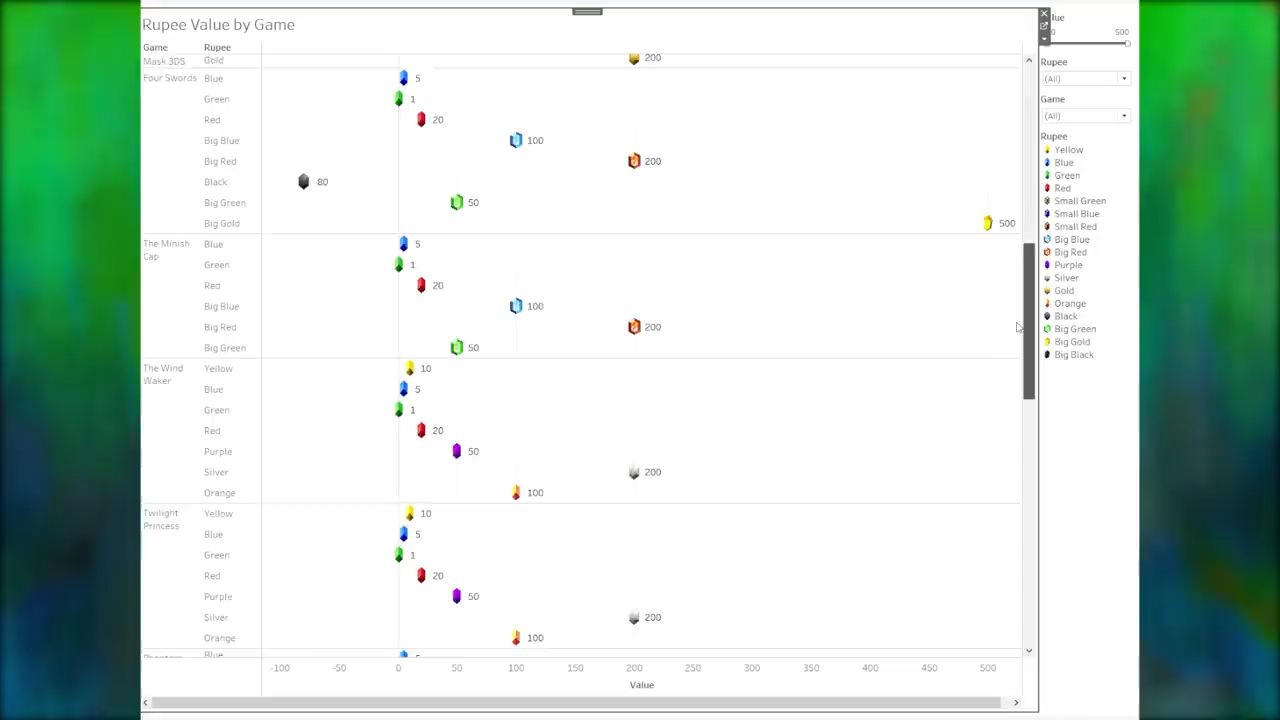 Rupee Value by Game
Game Rupee
Mask 3DS Gold 200
Four Swords Blue 5
Green 1
Red 20
Big Blue 100
Big Red 200
Black 80
Big Green 50
Big Gold 500
The Minish Cap Blue 5
Green 1
Red 20
Big Blue 100
Big Red 200
Big Green 50
The Wind Waker Yellow 10
Blue 5
Green 1
Red 20
Purple 50
Silver 200
Orange 100
Twilight Princess Yellow 10
Blue 5
Green 1
Red 20
Purple 50
Silver 200
Orange 100
Blue
-100 -50 0 50 100 150 200 250 300 350 400 450 500
Value
lue
0 500
Rupee
(All)
Game
(All)
Rupee
Yellow
Blue
Green
Red
Small Green
Small Blue
Small Red
Big Blue
Big Red
Purple
Silver
Gold
Orange
Black
Big Green
Big Gold
Big Black